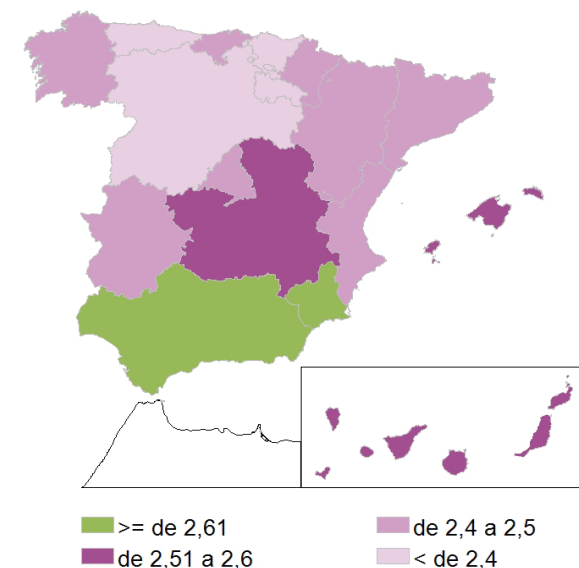 >= de 2,61
de 2,4 a 2,5
de 2,51 a 2,6
< de 2,4